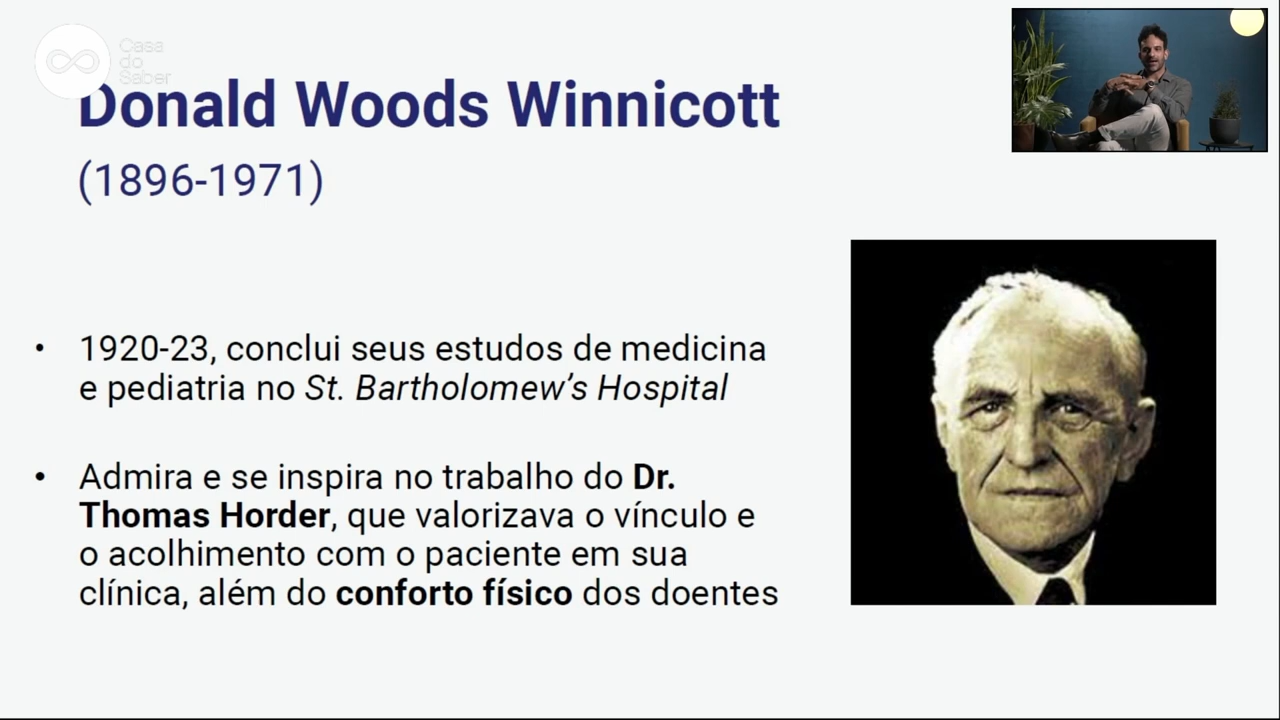 Casa
do
Saber
Donald Woods Winnicott
(1896-1971)
• 1920-23, conclui seus estudos de medicina
e pediatria no St. Bartholomew’s Hospital
• Admira e se inspira no trabalho do Dr.
Thomas Horder, que valorizava o vínculo e
o acolhimento com o paciente em sua
clínica, além do conforto físico dos doentes